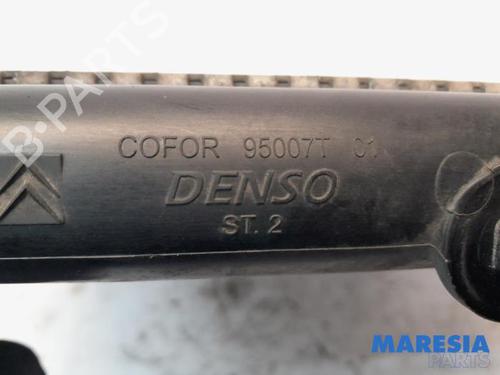 B-PARTS
COFOR 95007T 01
DENSO
ST. 2
MARESIA
PARTS